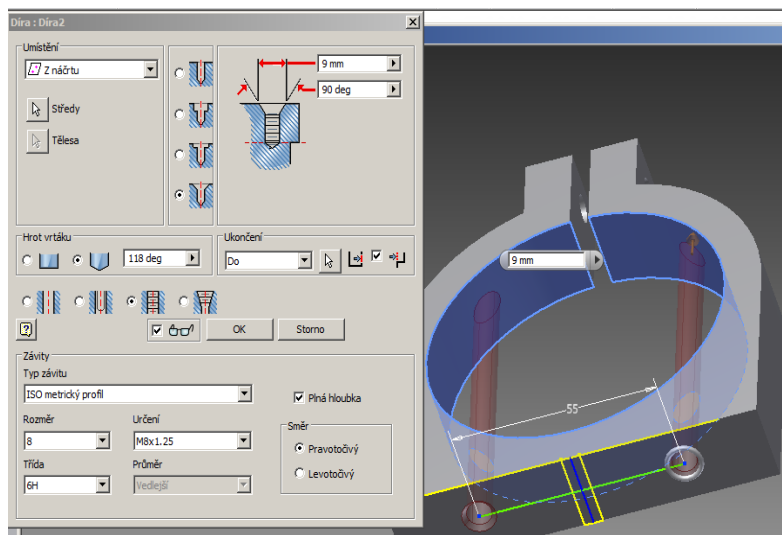 Díra : Díra2
Umístění
Z náčrtu
Středy
Tělesa
9 mm
90 deg
Hrot vrtáku
118 deg
Ukončení
Do
OK
Storno
Závity
Typ závitu
ISO metrický profil
Plná hloubka
Rozměr
Určení
8
M8x1.25
Směr
Pravotočivý
Levotočivý
Třída
Průměr
6H
Vedlejší
9 mm
55